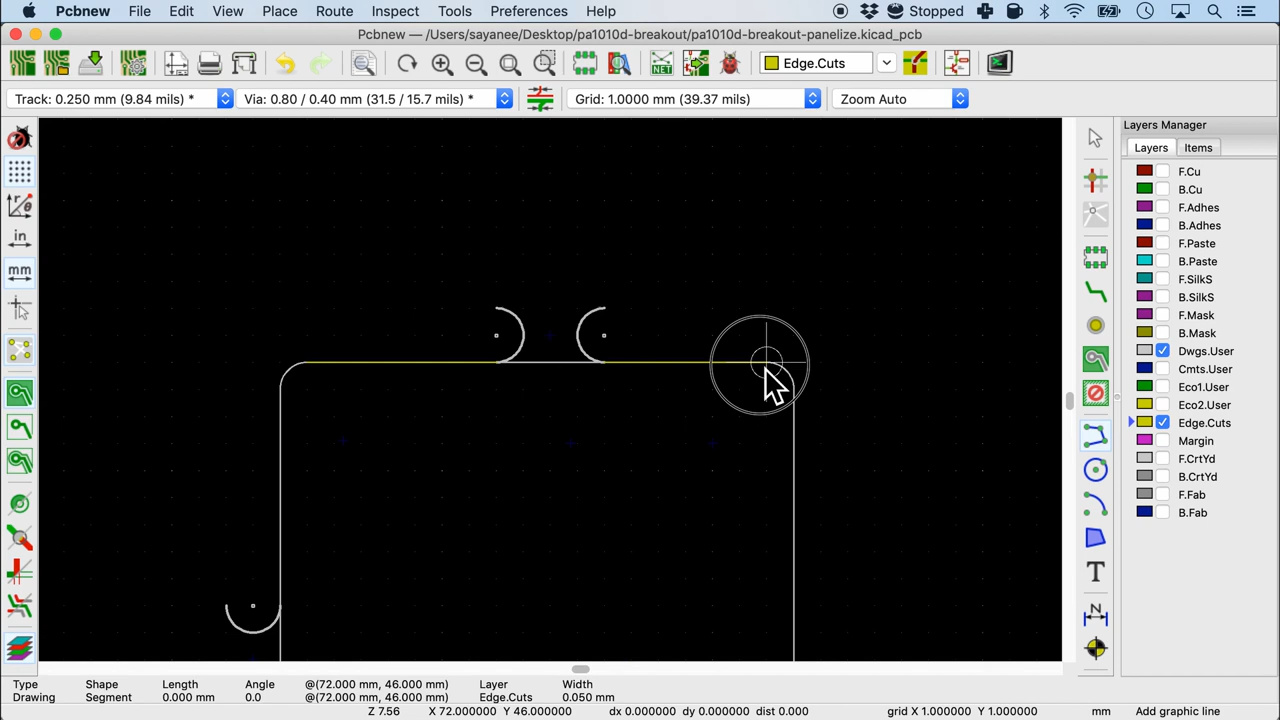 Pcbnew File Edit View Place Route Inspect Tools Preferences Help Stopped
Pcbnew — /Users/sayanee/Desktop/pa1010d-breakout/pa1010d-breakout-panelize.kicad_pcb
NET Edge.Cuts
Track: 0.250 mm (9.84 mils) * Via: 0.80 / 0.40 mm (31.5 / 15.7 mils) * Grid: 1.0000 mm (39.37 mils) Zoom Auto
Layers Manager
Layers Items
F.Cu
B.Cu
F.Adhes
B.Adhes
F.Paste
B.Paste
F.SilkS
B.SilkS
F.Mask
B.Mask
Dwgs.User
Cmts.User
Eco1.User
Eco2.User
Edge.Cuts
Margin
F.CrtYd
B.CrtYd
F.Fab
B.Fab
in
mm
T
N
Type Shape Length Angle @(72.000 mm, 46.000 mm) Layer Width
Drawing Segment 0.000 mm 0.0 @(72.000 mm, 46.000 mm) Edge.Cuts 0.050 mm
Z 7.56 X 72.000000 Y 46.000000 dx 0.000000 dy 0.000000 dist 0.000 grid X 1.000000 Y 1.000000 mm Add graphic line